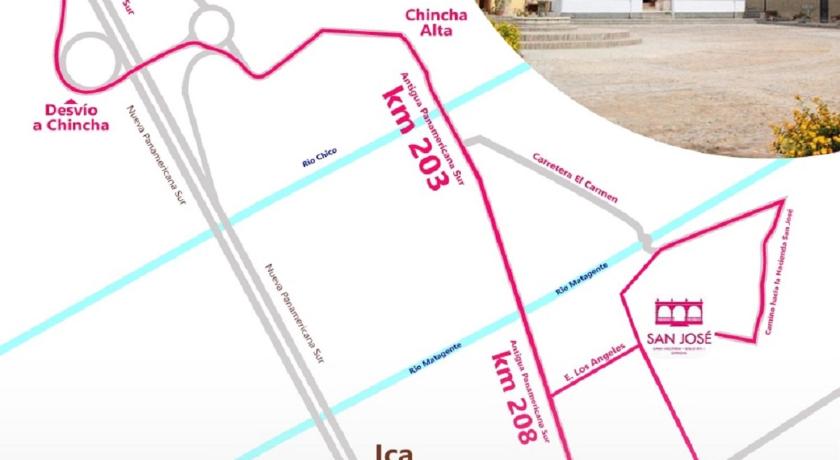 Sur
Sur
Chincha
Alta
Desvío
a Chincha
Nueva Panamericana Sur
Río Chico
Antigua Panamericana Sur
km 203
Carretera El Carmen
Nueva Panamericana Sur
Río Matagente
Río Matagente
Camino hacia la Hacienda San José
SAN JOSÉ
E. Los Angeles
Antigua Panamericana Sur
km 208
Ica